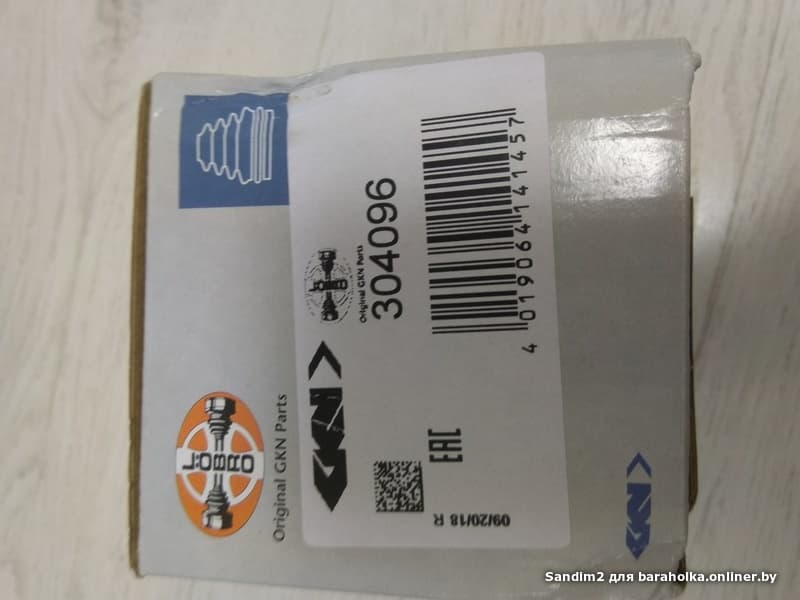 LÖBRO
Original GKN Parts
GKN
LÖBRO
Original GKN Parts
304096
4 019064 141457
EAC
09/20/18 R
GKN
Sandim2 для baraholka.onliner.by